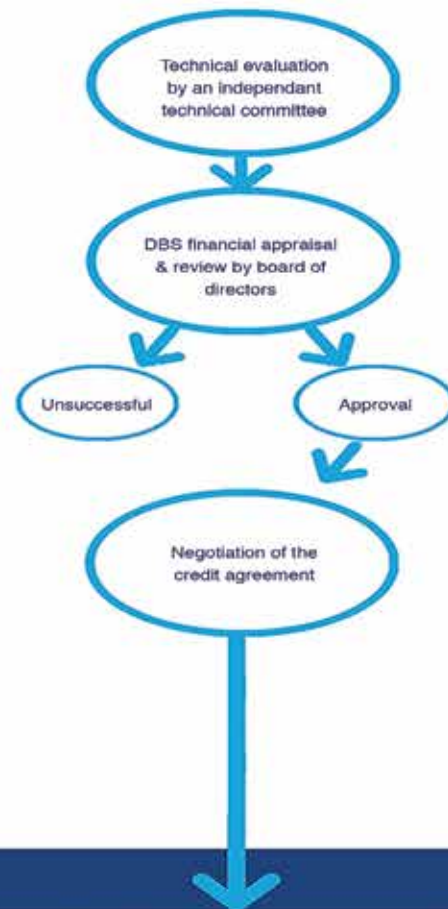 Technical evaluation
by an independant
technical committee
DBS financial appraisal
& review by board of
directors
Unsuccessful
Approval
Negotiation of the
credit agreement